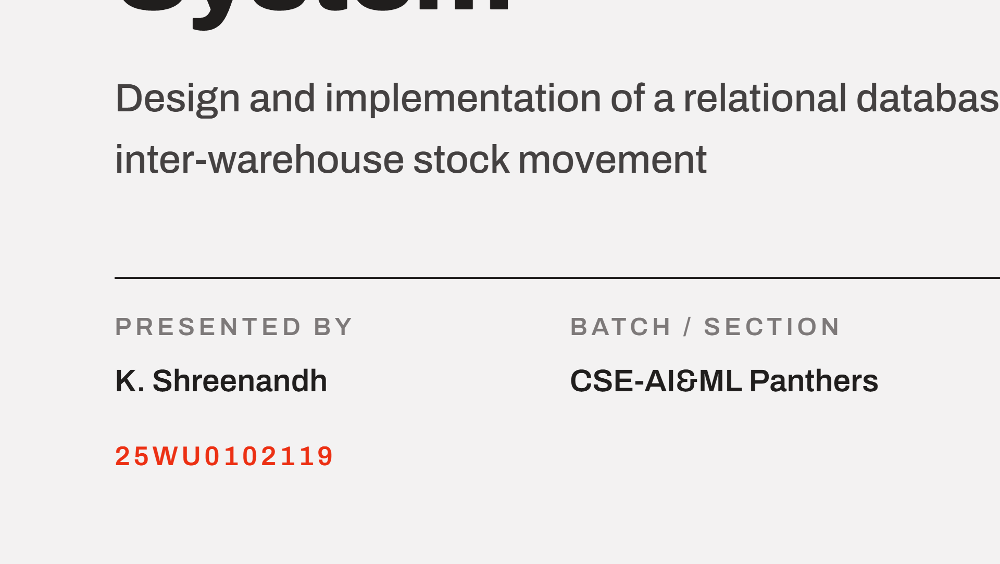 System
Design and implementation of a relational databas
inter-warehouse stock movement
PRESENTED BY
BATCH / SECTION
K. Shreenandh
CSE-AI&ML Panthers
25WU0102119